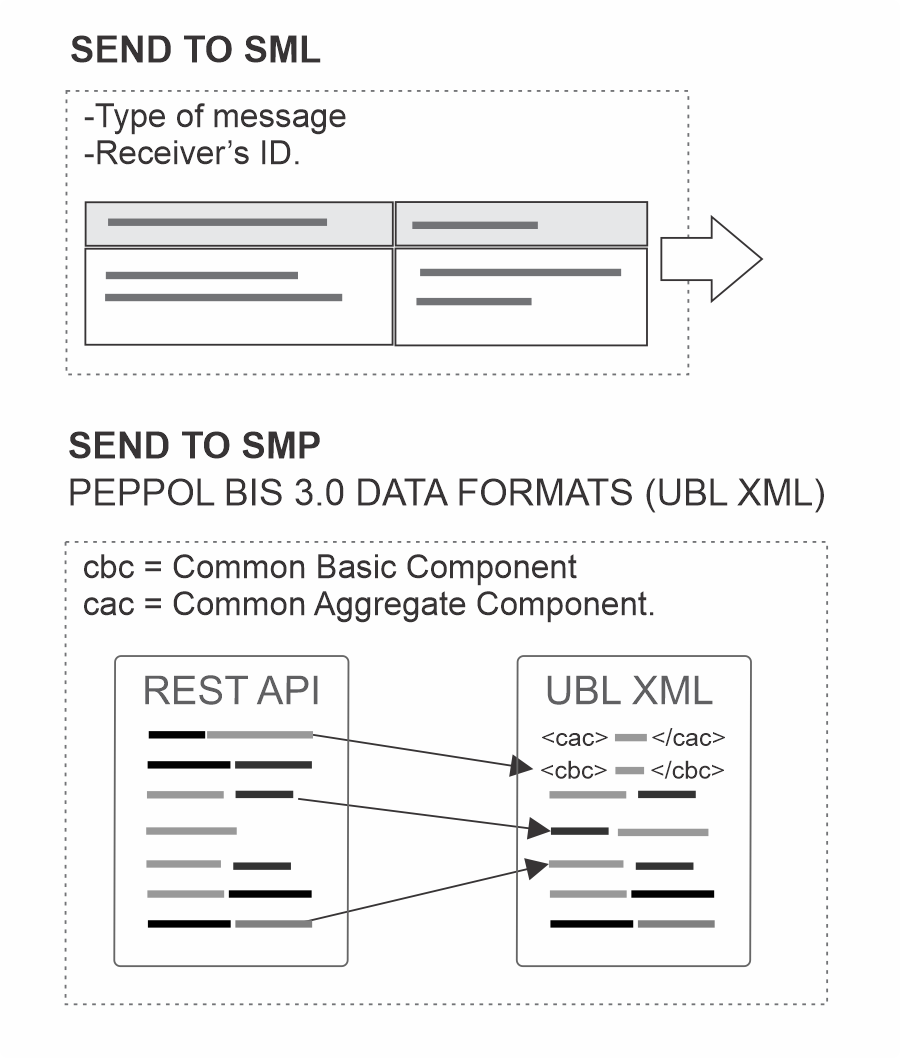 SEND TO SML
-Type of message
-Receiver’s ID.
SEND TO SMP
PEPPOL BIS 3.0 DATA FORMATS (UBL XML)
cbc = Common Basic Component
cac = Common Aggregate Component.
REST API
UBL XML
<cac> </cac>
<cbc> </cbc>